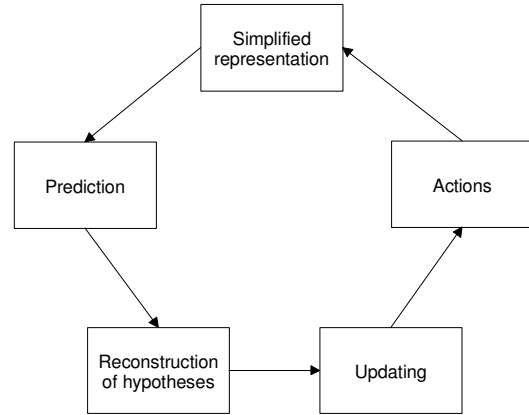 Simplified
representation
Prediction
Actions
Reconstruction
of hypotheses
Updating